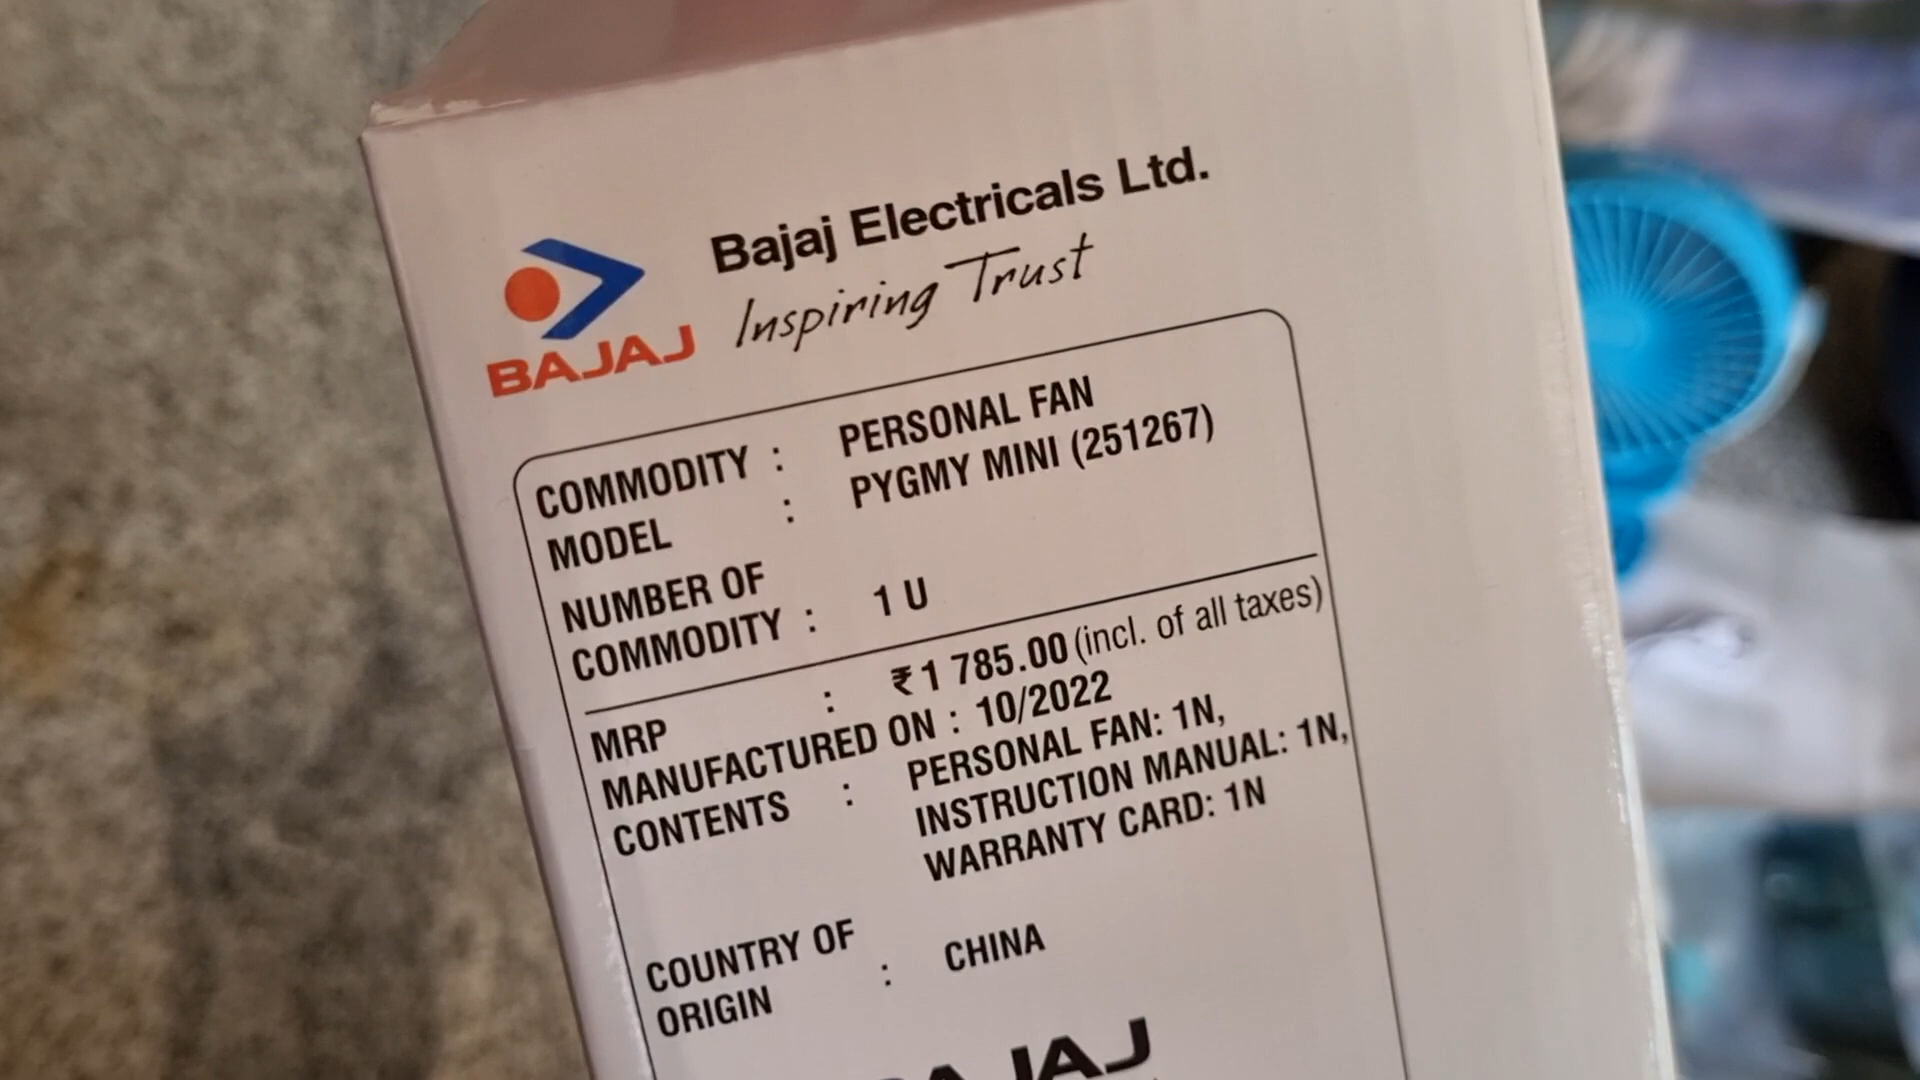 BAJAJ
Bajaj Electricals Ltd.
Inspiring Trust
COMMODITY : PERSONAL FAN
MODEL : PYGMY MINI (251267)
NUMBER OF
COMMODITY : 1 U
MRP : ₹1 785.00 (incl. of all taxes)
MANUFACTURED ON : 10/2022
CONTENTS : PERSONAL FAN: 1N,
INSTRUCTION MANUAL: 1N,
WARRANTY CARD: 1N
COUNTRY OF
ORIGIN : CHINA
BAJAJ